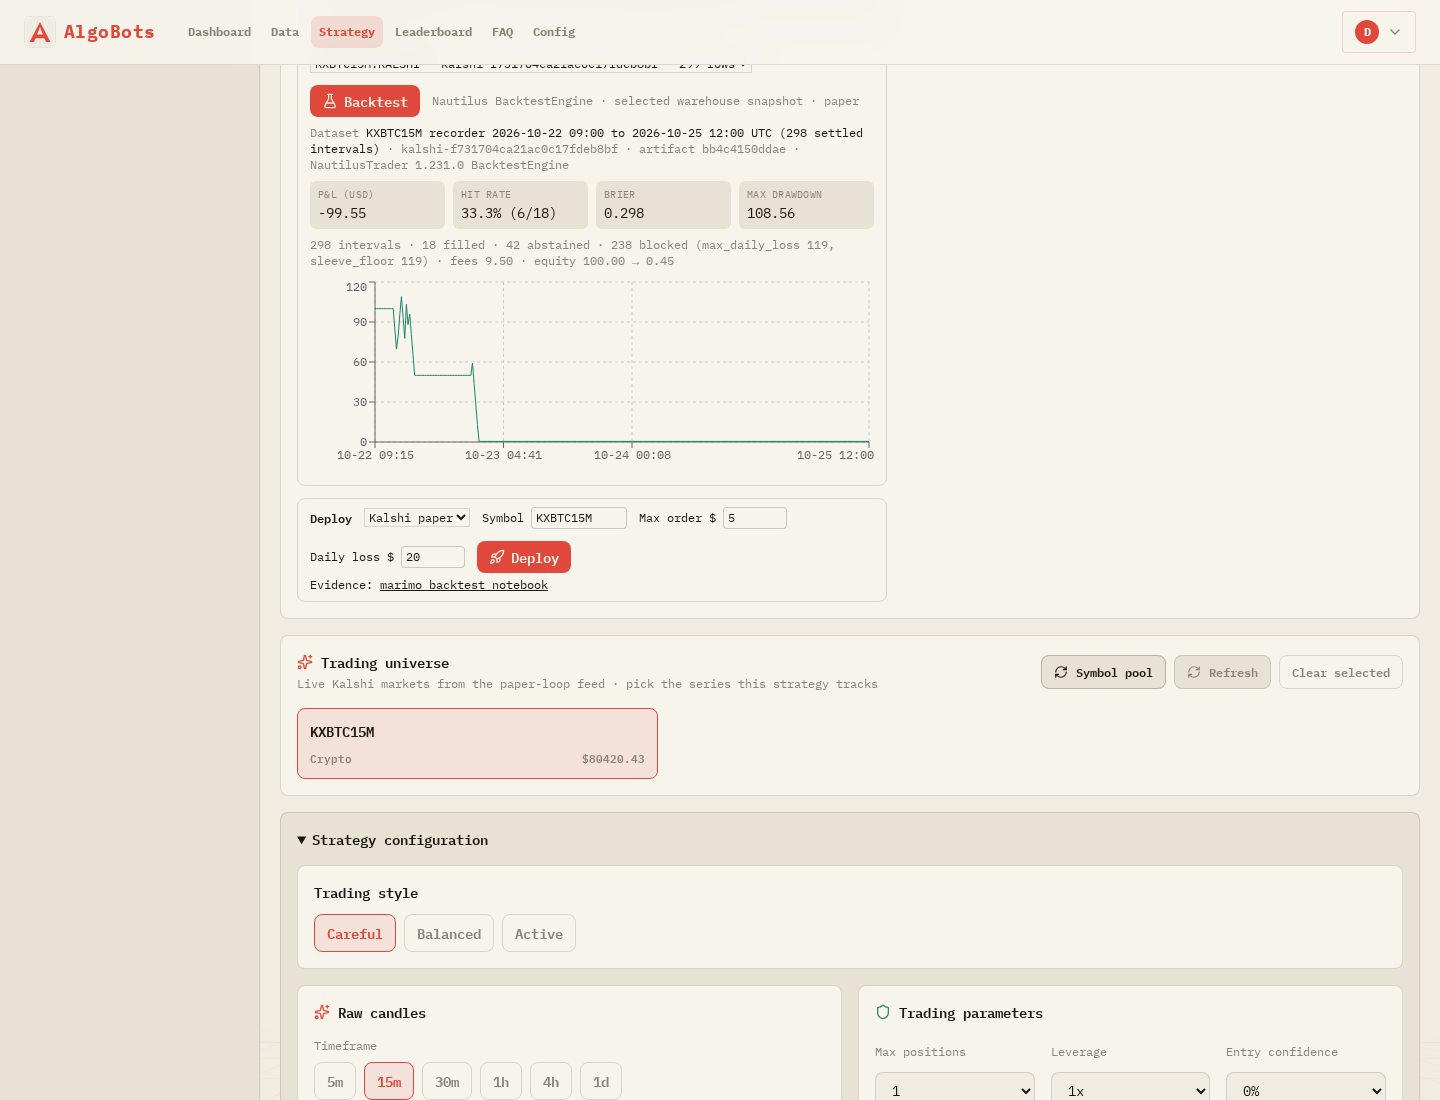 AlgoBots
Dashboard Data Strategy Leaderboard FAQ Config
D
Backtest
Nautilus BacktestEngine · selected warehouse snapshot · paper
Dataset KXBTC15M recorder 2026-10-22 09:00 to 2026-10-25 12:00 UTC (298 settled
intervals) · kalshi-f731704ca21ac0c17fdeb8bf · artifact bb4c4150ddae ·
NautilusTrader 1.231.0 BacktestEngine
P&L (USD)
-99.55
HIT RATE
33.3% (6/18)
BRIER
0.298
MAX DRAWDOWN
108.56
298 intervals · 18 filled · 42 abstained · 238 blocked (max_daily_loss 119,
sleeve_floor 119) · fees 9.50 · equity 100.00 → 0.45
120
90
60
30
0
10-22 09:15 10-23 04:41 10-24 00:08 10-25 12:00
Deploy Kalshi paper Symbol KXBTC15M Max order $ 5
Daily loss $ 20 Deploy
Evidence: marimo backtest notebook
Trading universe
Live Kalshi markets from the paper-loop feed · pick the series this strategy tracks
Symbol pool Refresh Clear selected
KXBTC15M
Crypto $80420.43
▼ Strategy configuration
Trading style
Careful Balanced Active
Raw candles
Timeframe
5m 15m 30m 1h 4h 1d
Trading parameters
Max positions Leverage Entry confidence
1 1x 0%